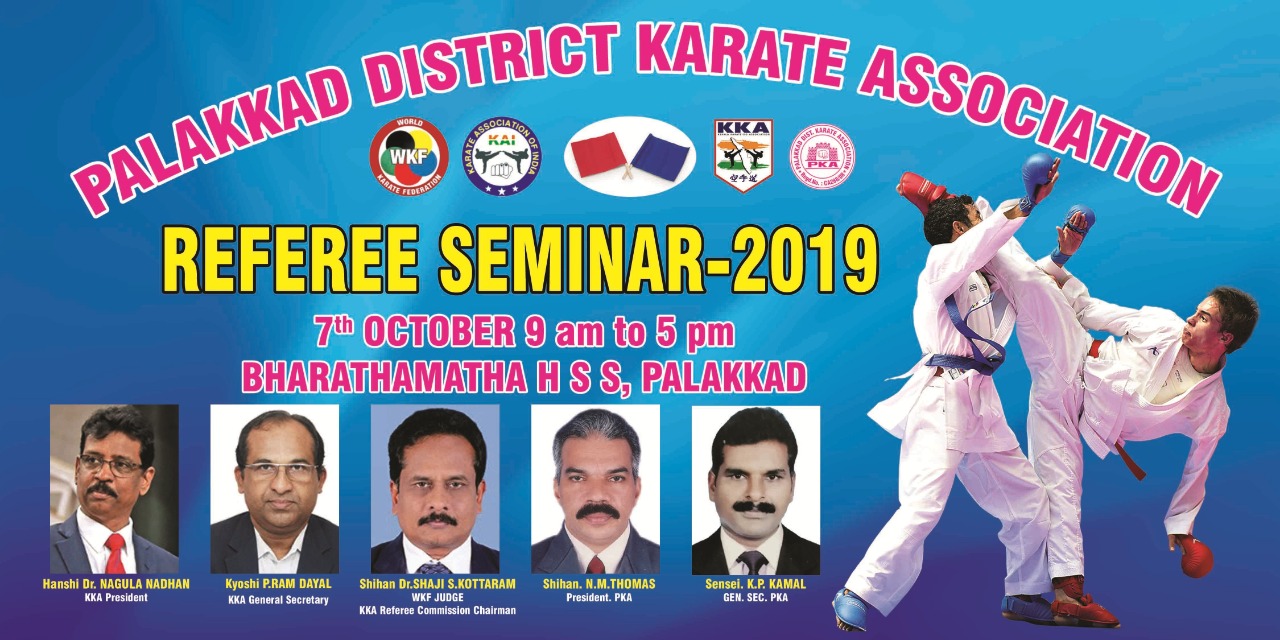 PALAKKAD DISTRICT KARATE ASSOCIATION
WORLD
WKF
KARATE FEDERATION
KARATE ASSOCIATION OF INDIA
KAI
KKA
空手道
PALAKKAD DIST. KARATE ASSOCIATION
PKA
REFEREE SEMINAR-2019
7th OCTOBER 9 am to 5 pm
BHARATHAMATHA H S S, PALAKKAD
Hanshi Dr. NAGULA NADHAN
KKA President
Kyoshi P.RAM DAYAL
KKA General Secretary
Shihan Dr.SHAJI S.KOTTARAM
WKF JUDGE
KKA Referee Commission Chairman
Shihan. N.M.THOMAS
President. PKA
Sensei. K.P. KAMAL
GEN. SEC. PKA